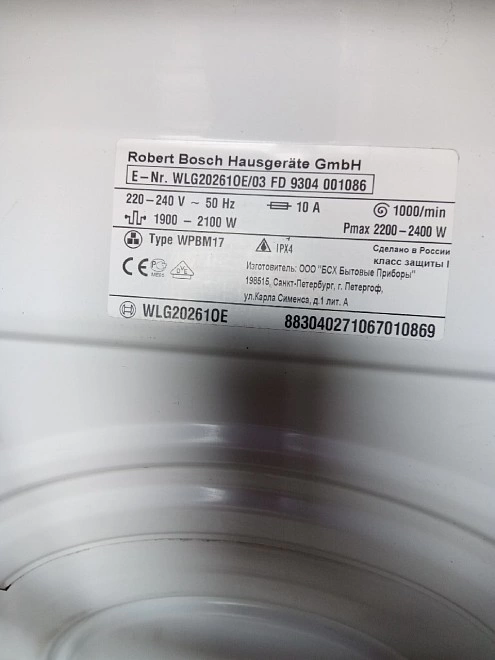 Robert Bosch Hausgeräte GmbH
E-Nr. WLG20261OE/03 FD 9304 001086
220-240 V ~ 50 Hz 10 A 1000/min
1900 - 2100 W Pmax 2200-2400 W
Type WPBM17 IPX4 Сделано в России
класс защиты I
CE
Изготовитель: ООО "БСХ Бытовые Приборы"
198515, Санкт-Петербург, г. Петергоф,
ул.Карла Сименса, д.1 лит. А
WLG20261OE 883040271067010869